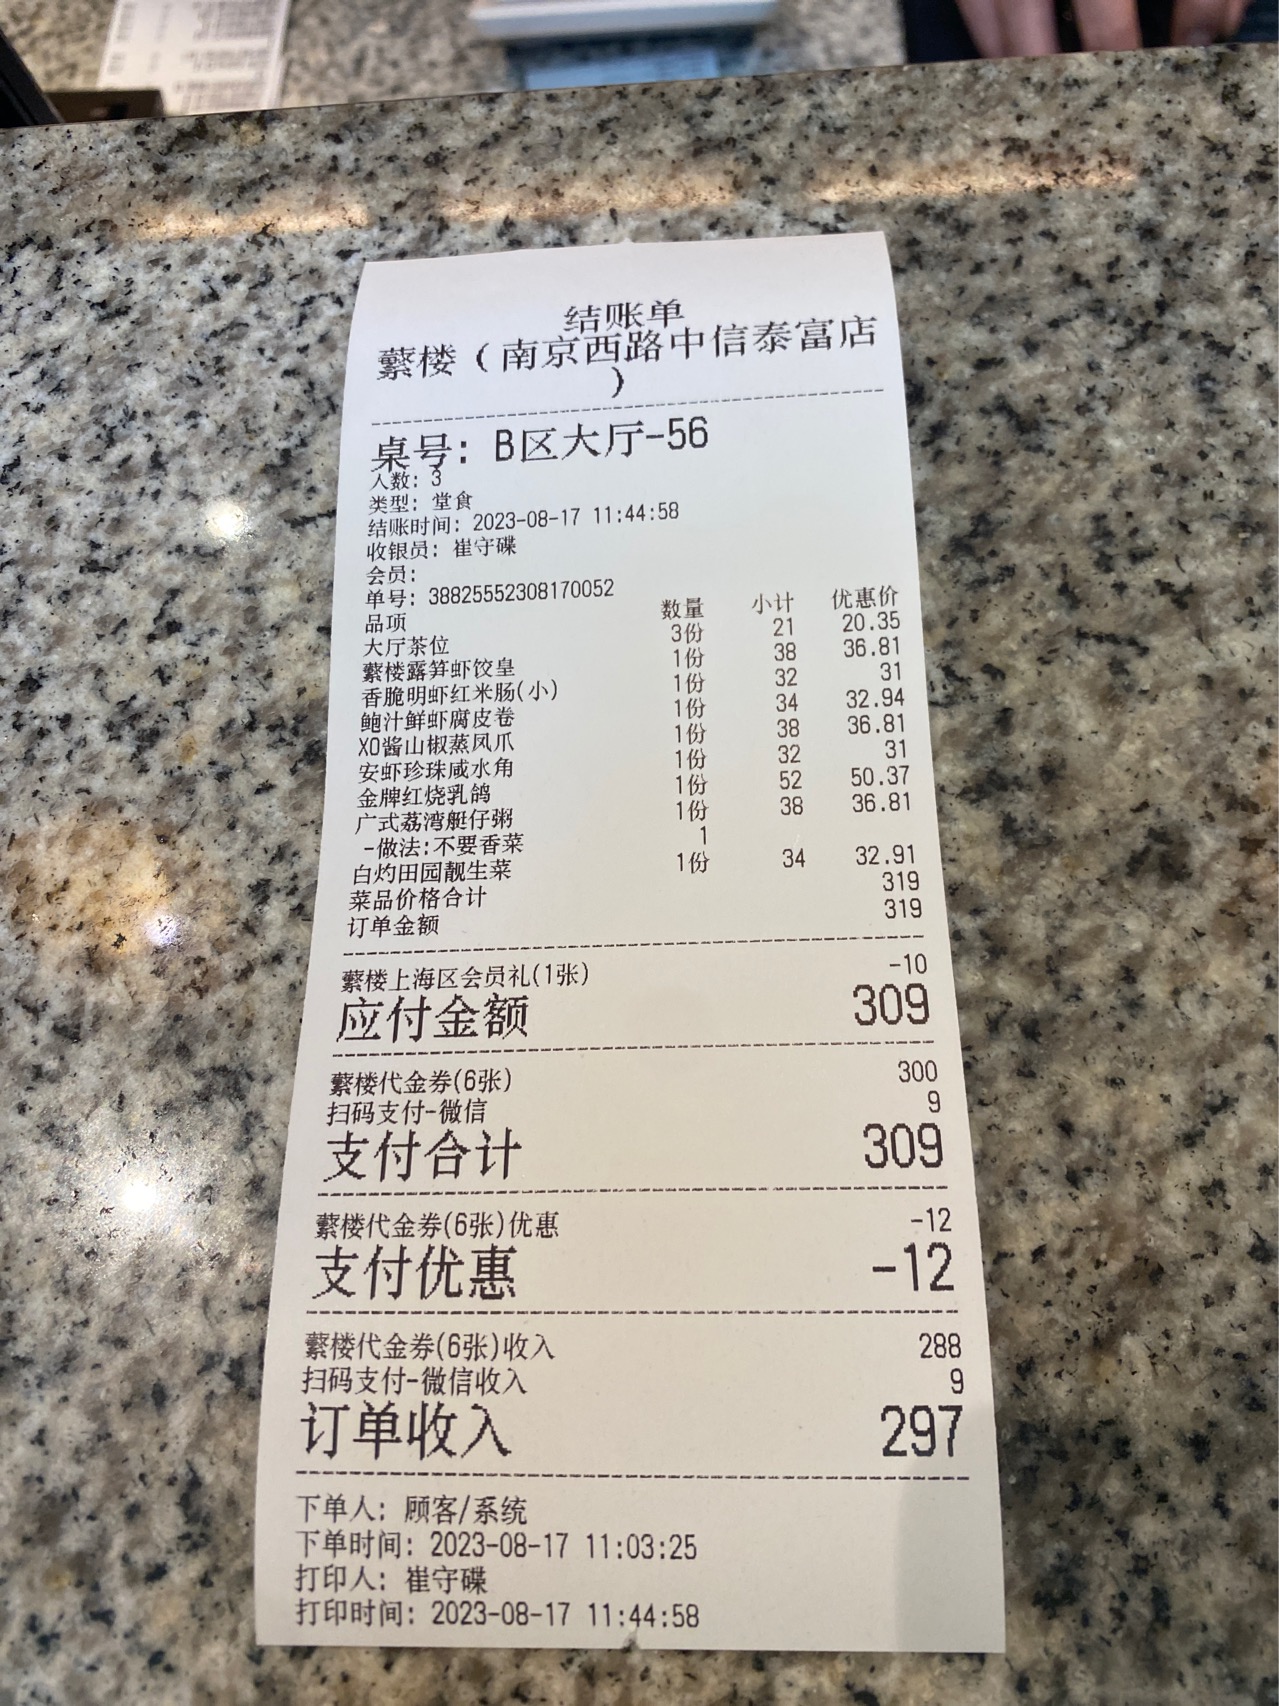 结账单
蘩楼（南京西路中信泰富店
）
桌号：B区大厅-56
人数：3
类型：堂食
结账时间：2023-08-17 11:44:58
收银员：崔守碟
会员：
单号：38825552308170052
品项 数量 小计 优惠价
大厅茶位 3份 21 20.35
蘩楼露笋虾饺皇 1份 38 36.81
香脆明虾红米肠(小) 1份 32 31
鲍汁鲜虾腐皮卷 1份 34 32.94
XO酱山椒蒸凤爪 1份 38 36.81
安虾珍珠咸水角 1份 32 31
金牌红烧乳鸽 1份 52 50.37
广式荔湾艇仔粥 1份 38 36.81
-做法:不要香菜 1
白灼田园靓生菜 1份 34 32.91
菜品价格合计 319
订单金额 319
蘩楼上海区会员礼(1张) -10
应付金额 309
蘩楼代金券(6张) 300
扫码支付-微信 9
支付合计 309
蘩楼代金券(6张)优惠 -12
支付优惠 -12
蘩楼代金券(6张)收入 288
扫码支付-微信收入 9
订单收入 297
下单人：顾客/系统
下单时间：2023-08-17 11:03:25
打印人：崔守碟
打印时间：2023-08-17 11:44:58